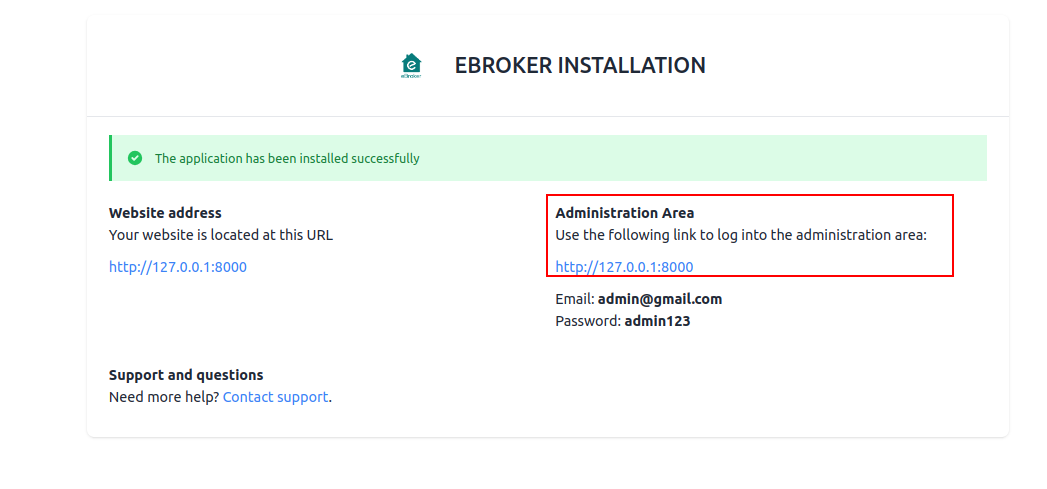 eBroker
EBROKER INSTALLATION
The application has been installed successfully
Website address
Your website is located at this URL
http://127.0.0.1:8000
Administration Area
Use the following link to log into the administration area:
http://127.0.0.1:8000
Email: admin@gmail.com
Password: admin123
Support and questions
Need more help? Contact support.